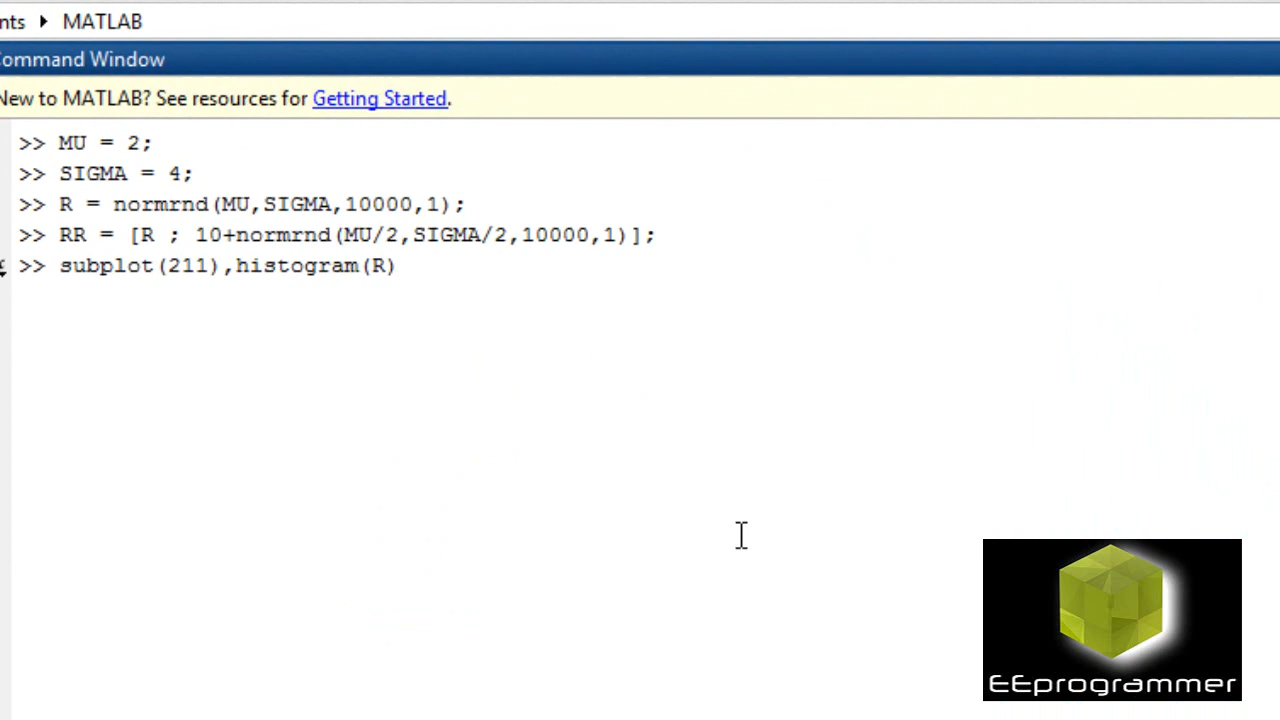 nts ▶ MATLAB
Command Window
New to MATLAB? See resources for Getting Started.
>> MU = 2;
>> SIGMA = 4;
>> R = normrnd(MU,SIGMA,10000,1);
>> RR = [R ; 10+normrnd(MU/2,SIGMA/2,10000,1)];
>> subplot(211),histogram(R)
EEprogrammer